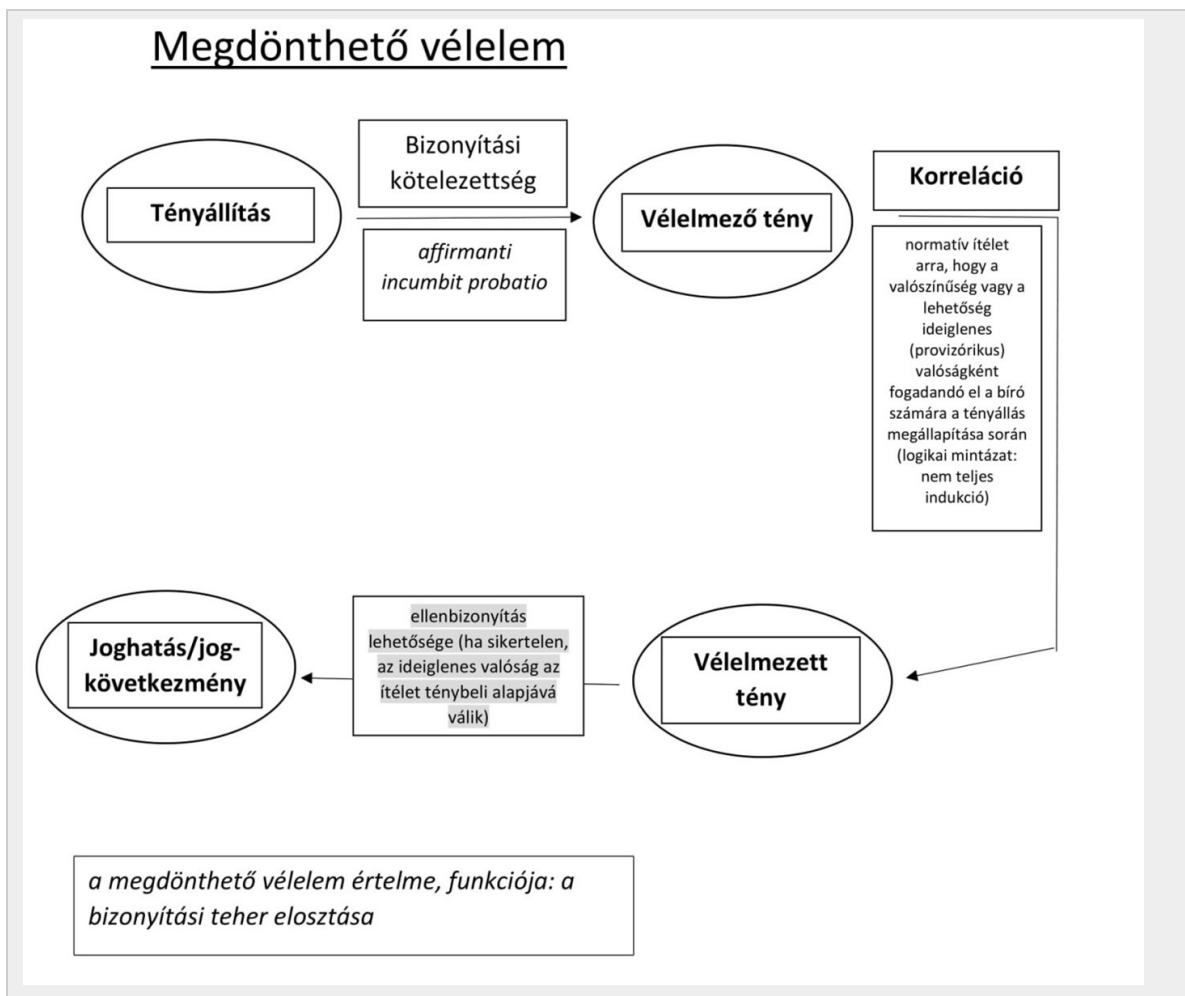 Megdönthető vélelem
Tényállítás
Bizonyítási
kötelezettség
affirmanti
incumbit probatio
Vélelmező tény
Korreláció
normatív ítélet
arra, hogy a
valószínűség vagy a
lehetőség
ideiglenes
(provizórikus)
valóságként
fogadandó el a bíró
számára a tényállás
megállapítása során
(logikai mintázat:
nem teljes
indukció)
Vélelmezett
tény
ellenbizonyítás
lehetősége (ha sikertelen,
az ideiglenes valóság az
ítélet ténybeli alapjává
válik)
Joghatás/jog-
következmény
a megdönthető vélelem értelme, funkciója: a
bizonyítási teher elosztása